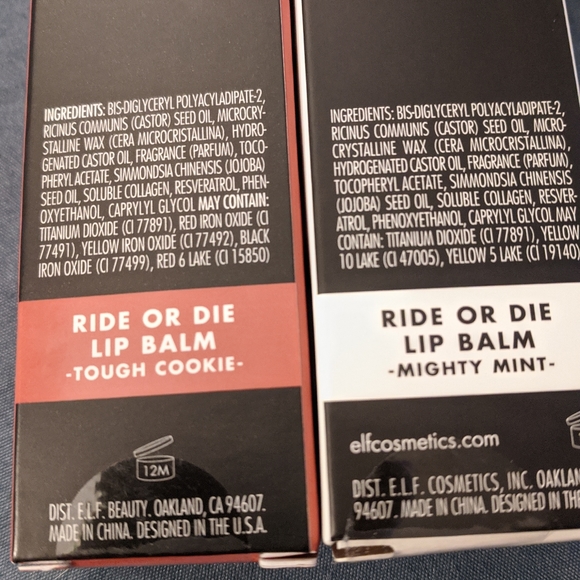 INGREDIENTS: BIS-DIGLYCERYL POLYACYLADIPATE-2,
RICINUS COMMUNIS (CASTOR) SEED OIL, MICROCRY-
STALLINE WAX (CERA MICROCRISTALLINA), HYDRO-
GENATED CASTOR OIL, FRAGRANCE (PARFUM), TOCO-
PHERYL ACETATE, SIMMONDSIA CHINENSIS (JOJOBA)
SEED OIL, SOLUBLE COLLAGEN, RESVERATROL, PHEN-
OXYETHANOL, CAPRYLYL GLYCOL MAY CONTAIN:
TITANIUM DIOXIDE (CI 77891), RED IRON OXIDE (CI
77491), YELLOW IRON OXIDE (CI 77492), BLACK
IRON OXIDE (CI 77499), RED 6 LAKE (CI 15850)
RIDE OR DIE
LIP BALM
-TOUGH COOKIE-
12M
DIST. E.L.F. BEAUTY. OAKLAND, CA 94607.
MADE IN CHINA. DESIGNED IN THE U.S.A.
INGREDIENTS: BIS-DIGLYCERYL POLYACYLADIPATE-2,
RICINUS COMMUNIS (CASTOR) SEED OIL, MICRO-
CRYSTALLINE WAX (CERA MICROCRISTALLINA),
HYDROGENATED CASTOR OIL, FRAGRANCE (PARFUM),
TOCOPHERYL ACETATE, SIMMONDSIA CHINENSIS
(JOJOBA) SEED OIL, SOLUBLE COLLAGEN, RESVER-
ATROL, PHENOXYETHANOL, CAPRYLYL GLYCOL MAY
CONTAIN: TITANIUM DIOXIDE (CI 77891), YELLOW
10 LAKE (CI 47005), YELLOW 5 LAKE (CI 19140)
RIDE OR DIE
LIP BALM
-MIGHTY MINT-
elfcosmetics.com
DIST. E.L.F. COSMETICS, INC. OAKLAN
94607. MADE IN CHINA. DESIGNED IN TH